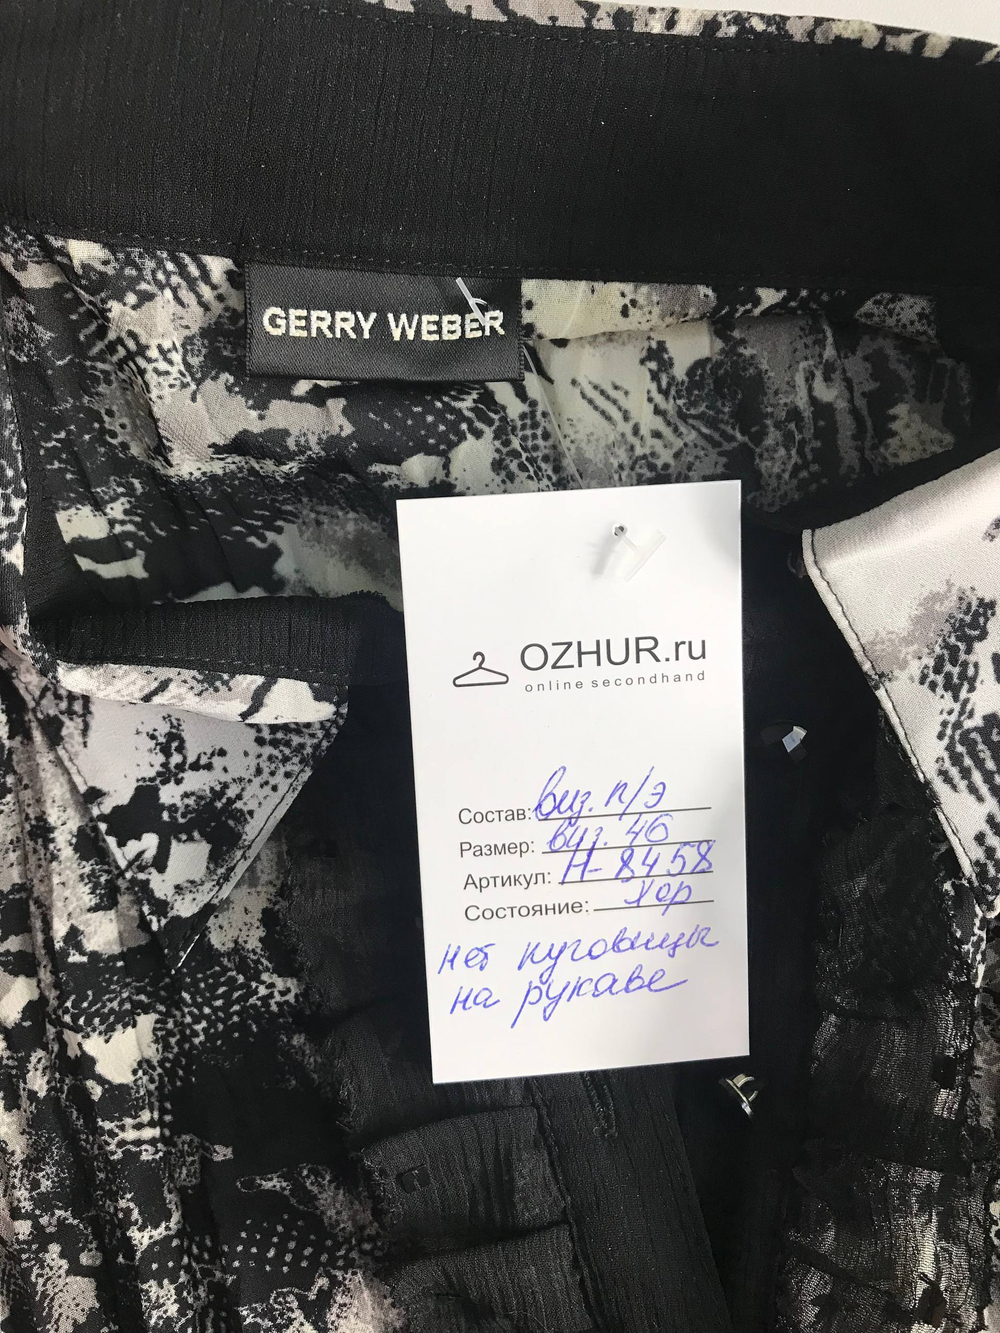 GERRY WEBER
OZHUR.ru
online secondhand
Состав: виз. п/э
Размер: виз. 46
Артикул: Н-8458
Состояние: хор
нет пуговицы
на рукаве